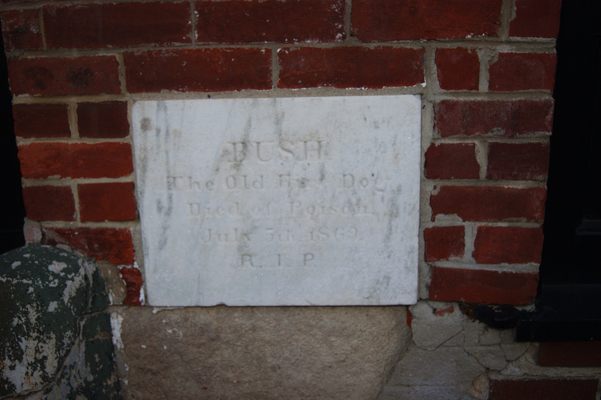 BUSH
The Old Fire Dog,
Died of Poison,
July 5th 1869.
R.I.P.